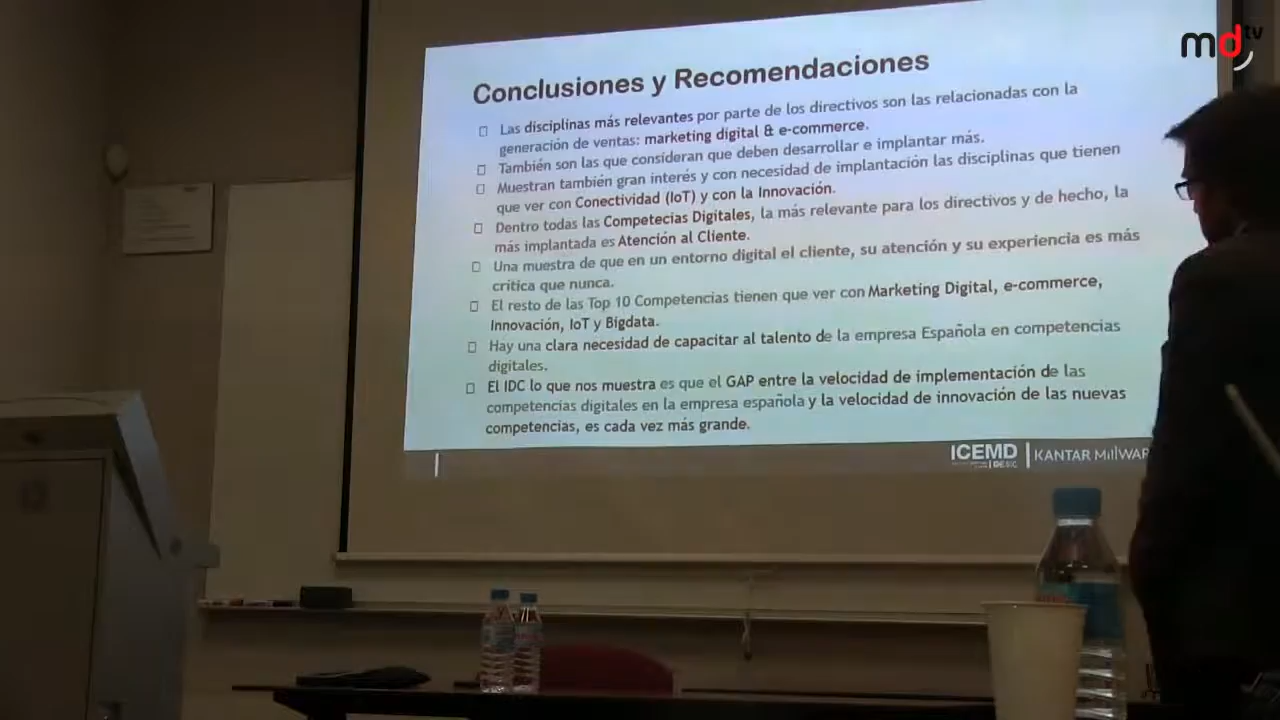 md tv
Conclusiones y Recomendaciones
Las disciplinas más relevantes por parte de los directivos son las relacionadas con la
generación de ventas: marketing digital & e-commerce.
También son las que consideran que deben desarrollar e implantar más.
Muestran también gran interés y con necesidad de implantación las disciplinas que tienen
que ver con Conectividad (IoT) y con la Innovación.
Dentro todas las Competecias Digitales, la más relevante para los directivos y de hecho, la
más implantada es Atención al Cliente.
Una muestra de que en un entorno digital el cliente, su atención y su experiencia es más
crítica que nunca.
El resto de las Top 10 Competencias tienen que ver con Marketing Digital, e-commerce,
Innovación, IoT y Bigdata.
Hay una clara necesidad de capacitar al talento de la empresa Española en competencias
digitales.
El IDC lo que nos muestra es que el GAP entre la velocidad de implementación de las
competencias digitales en la empresa española y la velocidad de innovación de las nuevas
competencias, es cada vez más grande.
ICEMD KANTAR MillWAR